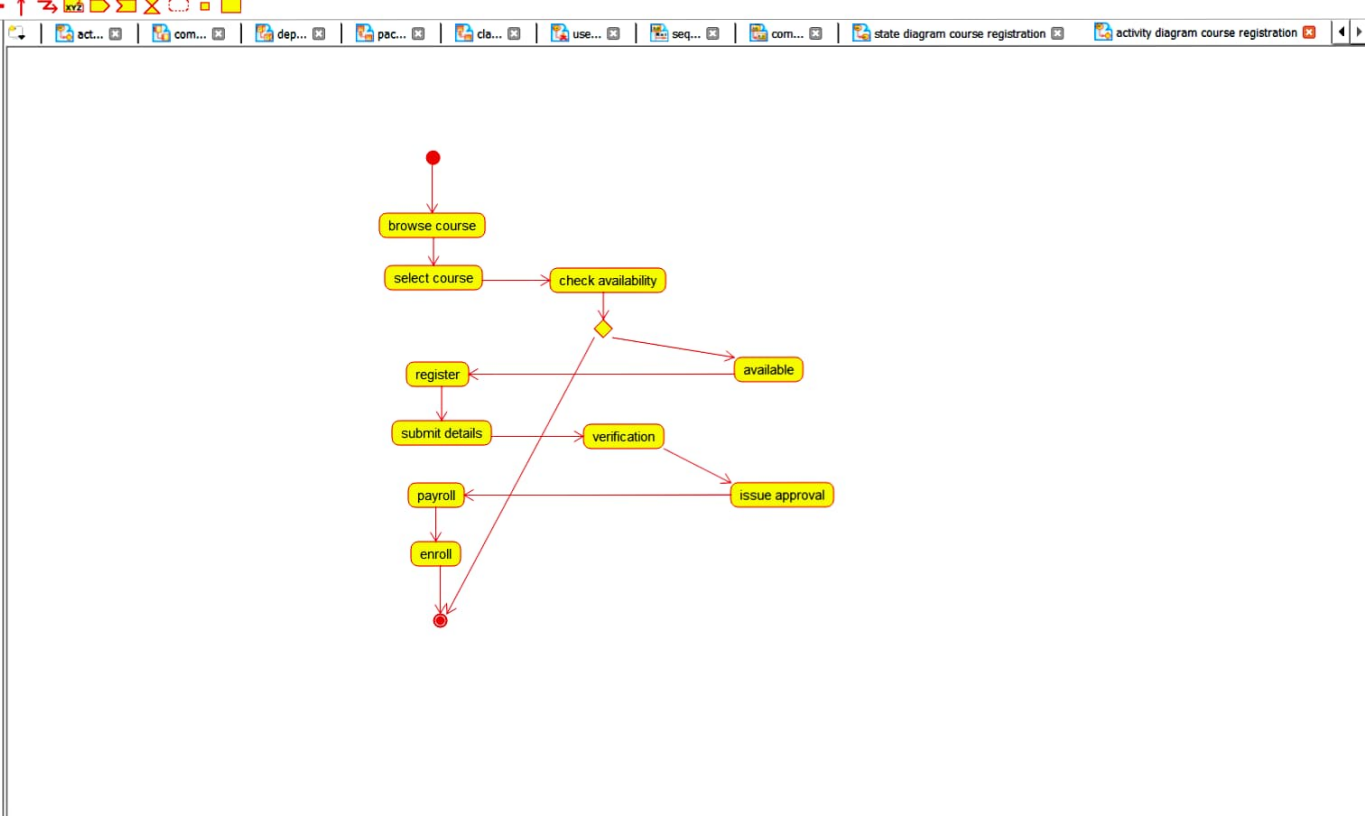 XYZ
act... com... dep... pac... cla... use... seq... com... state diagram course registration activity diagram course registration
browse course
select course
check availability
available
register
submit details
verification
issue approval
payroll
enroll